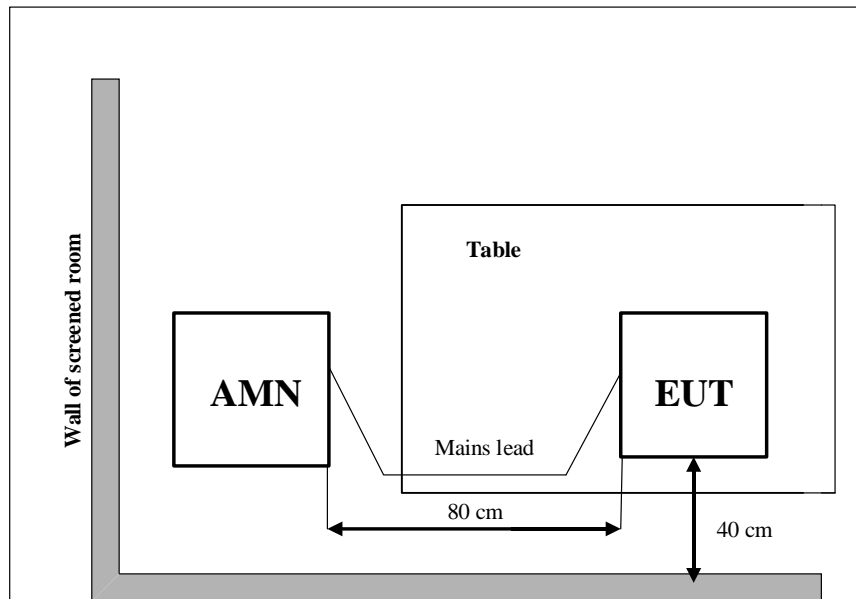 Table
Wall of screened room
AMN
EUT
Mains lead
80 cm
40 cm